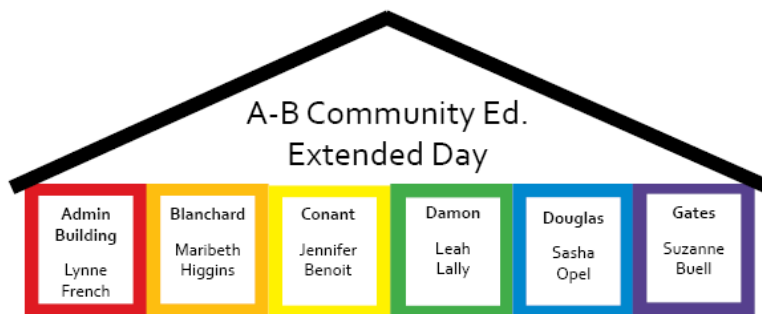 A-B Community Ed.
Extended Day
Admin
Building
Lynne
French
Blanchard
Maribeth
Higgins
Conant
Jennifer
Benoit
Damon
Leah
Lally
Douglas
Sasha
Opel
Gates
Suzanne
Buell